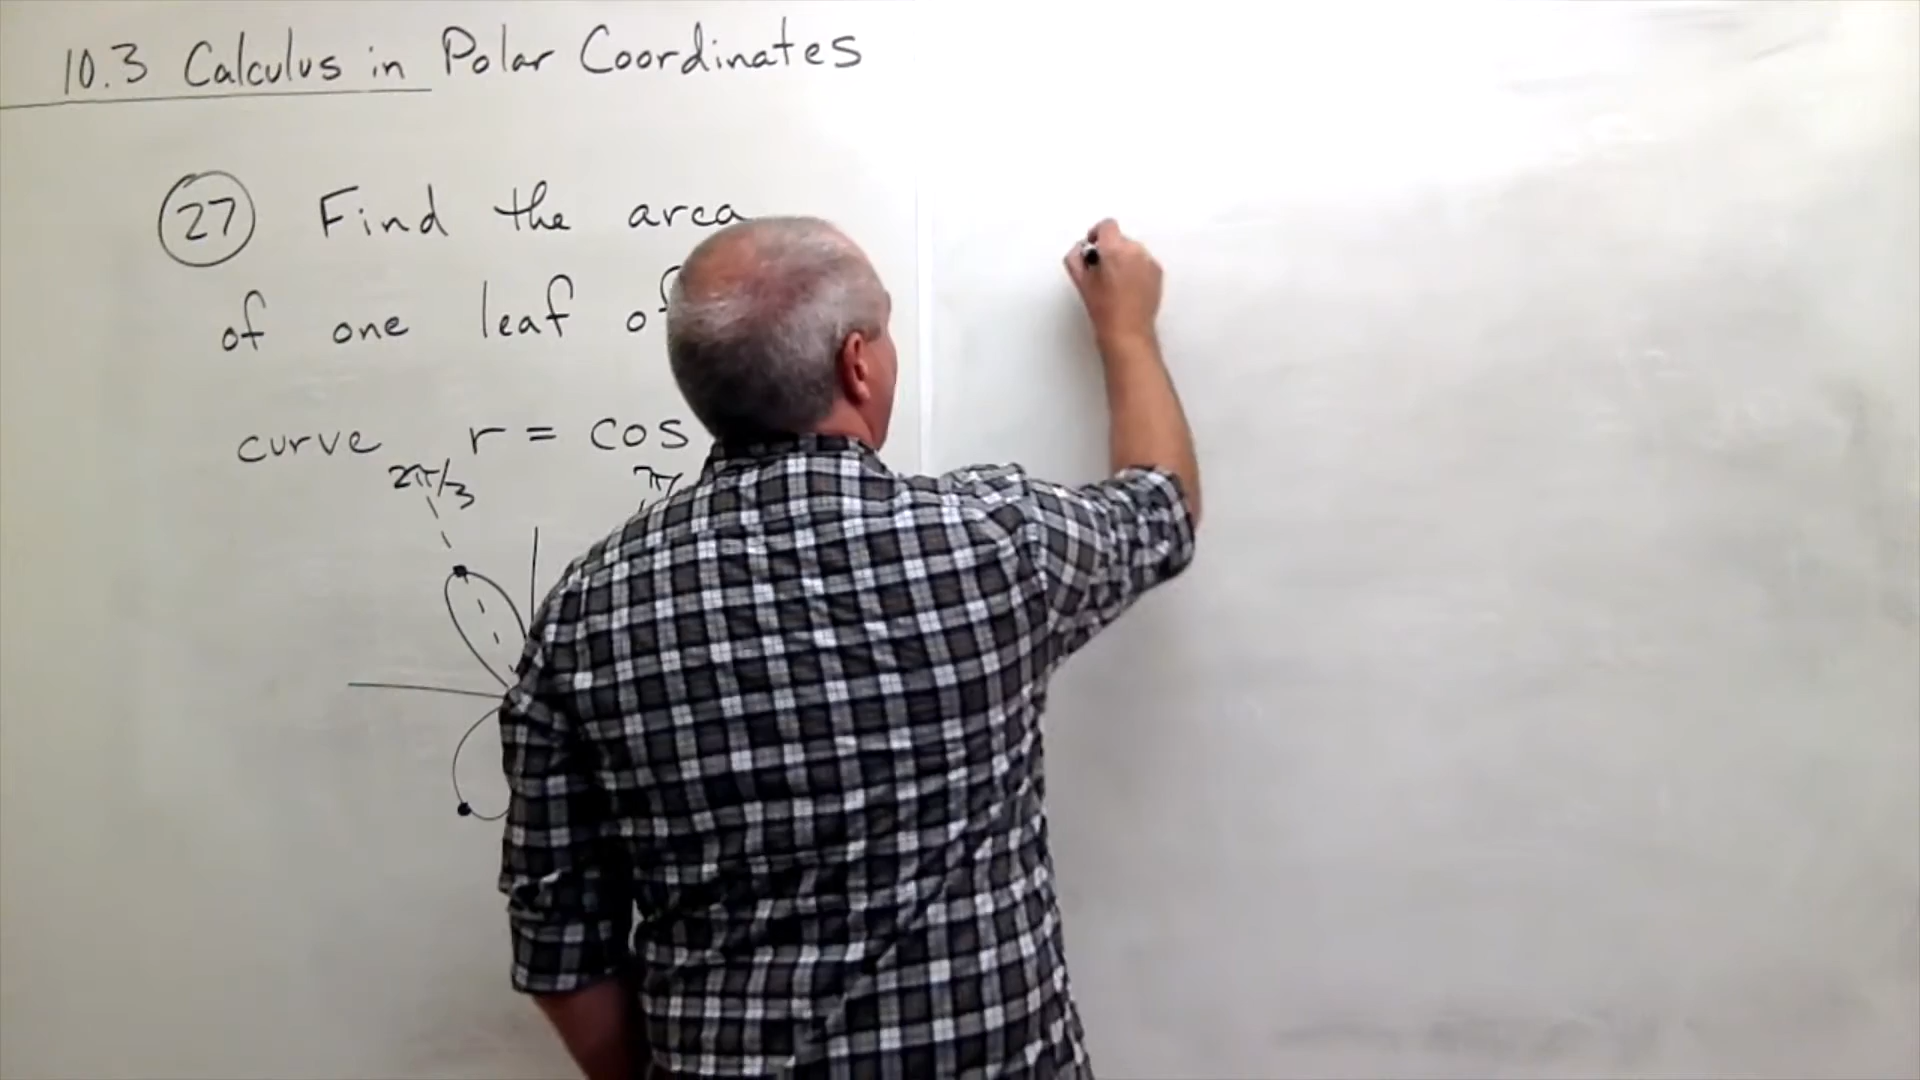 10.3 Calculus in Polar Coordinates
27 Find the area
of one leaf of
curve r = cos
2π/3 π/